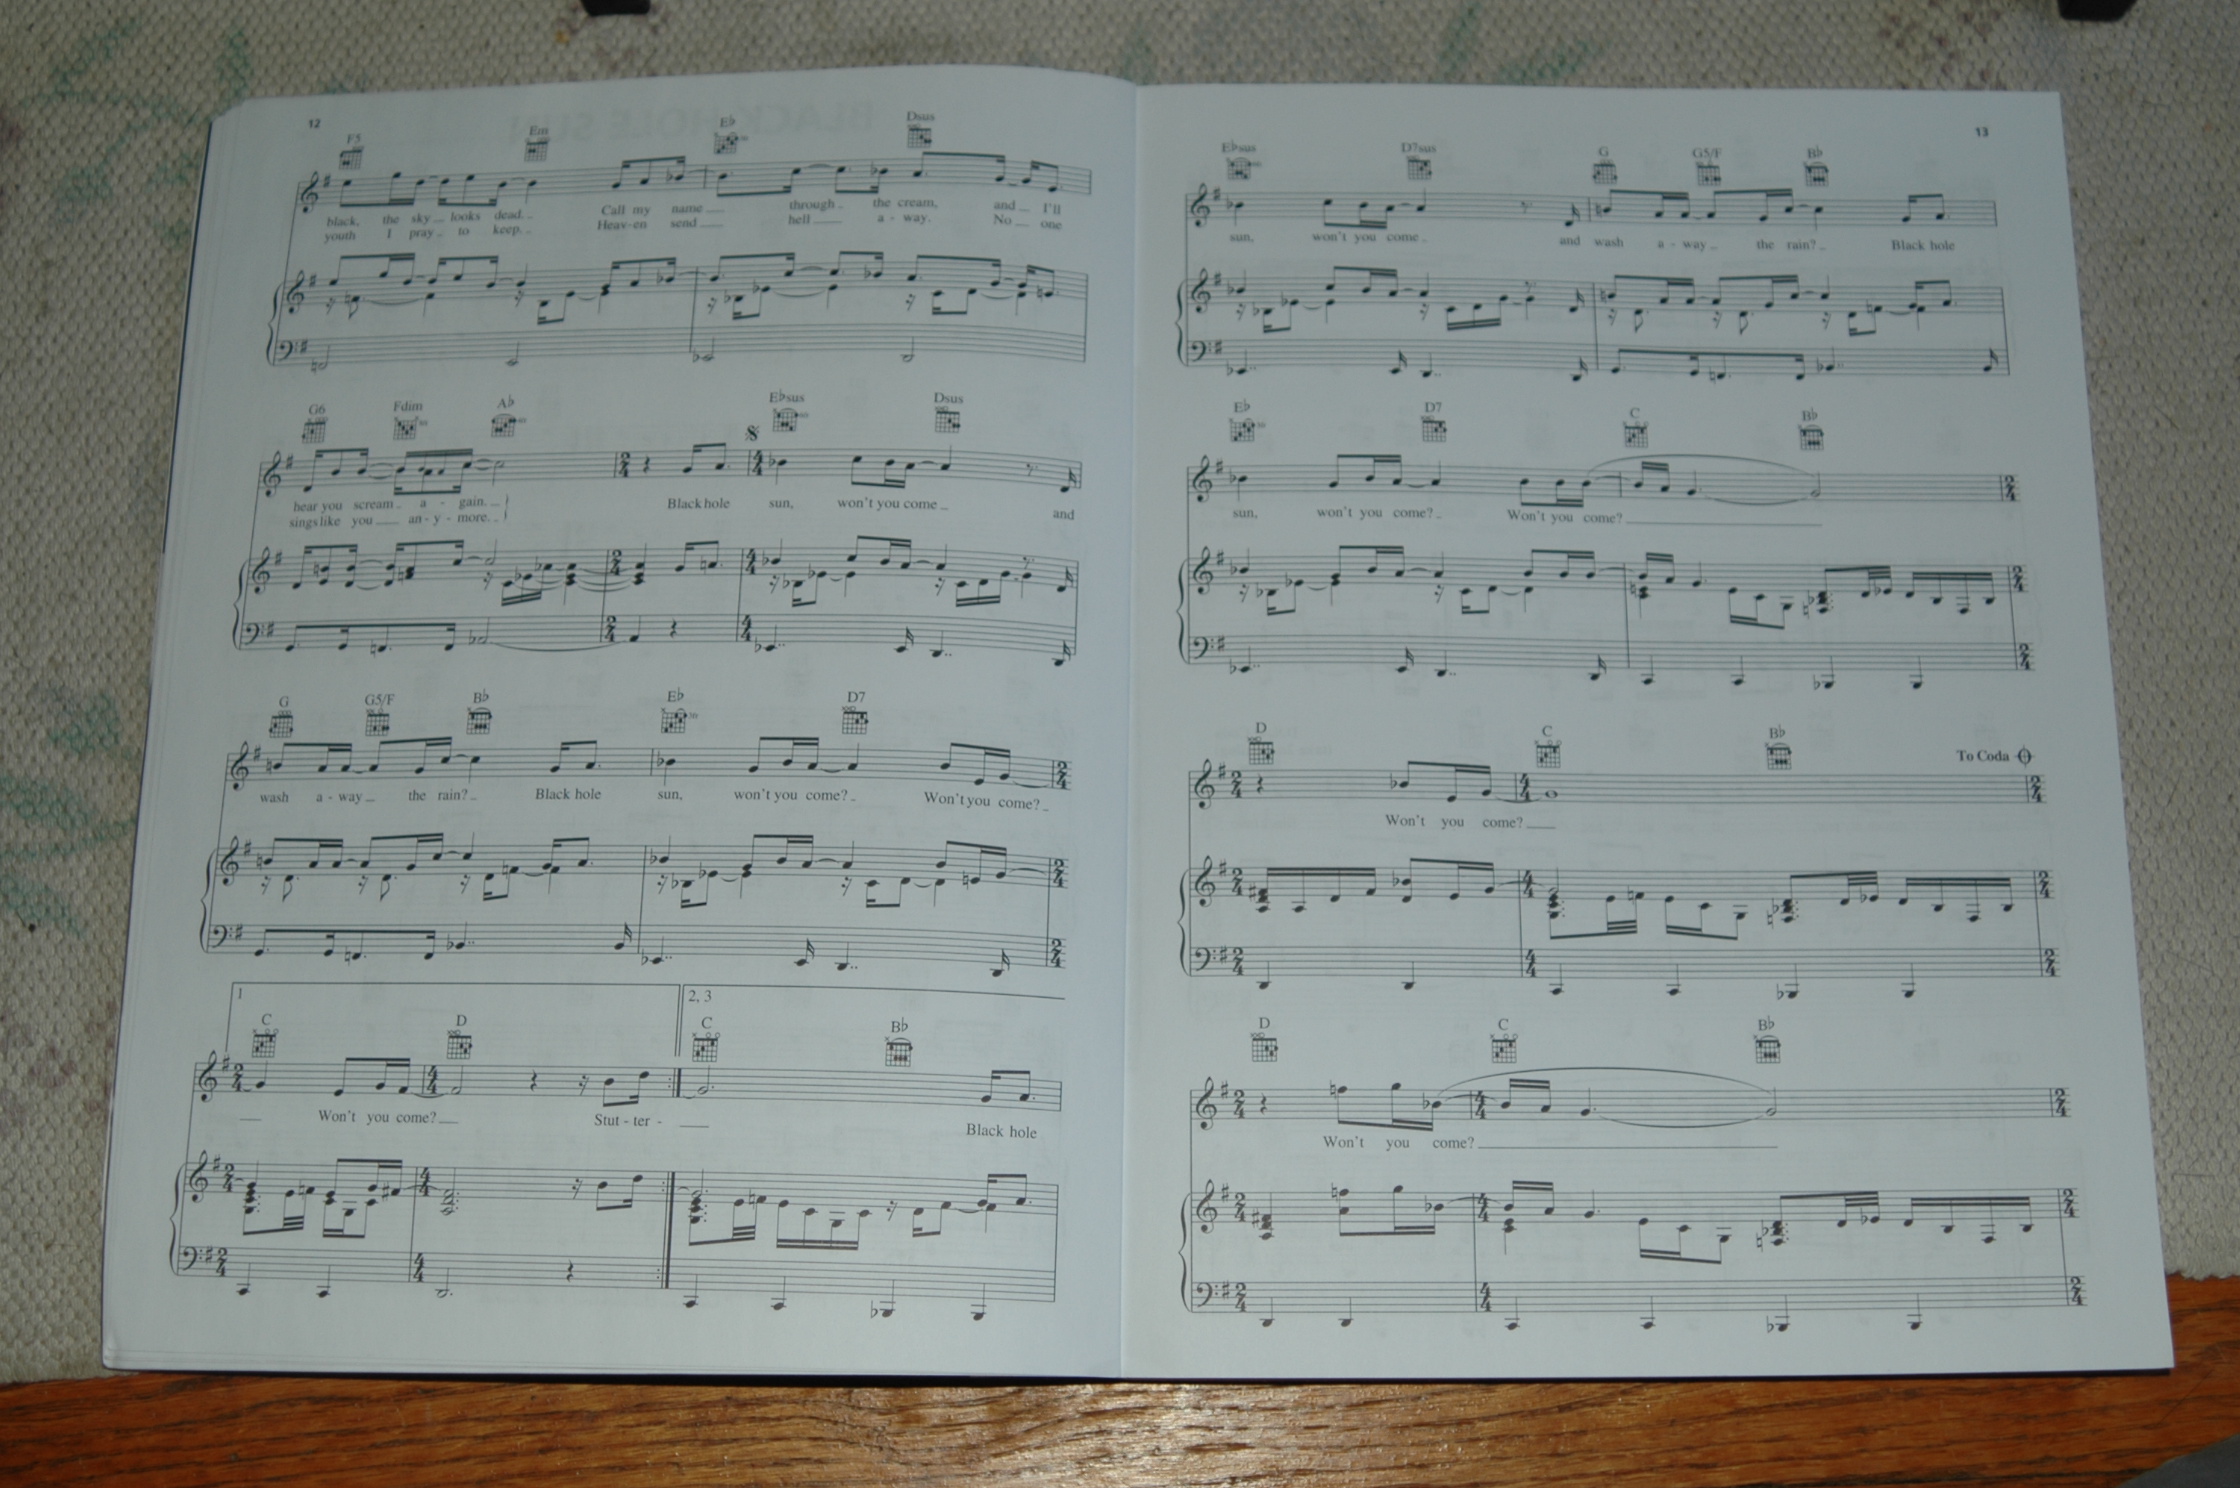 12
F5 Em E♭ Dsus
black, the sky looks dead. Call my name through the cream, and I'll
youth I pray to keep. Heav-en send hell a - way. No one
G6 Fdim A♭ E♭sus Dsus
hear you scream a - gain. Black hole sun, won't you come and
sings like you an - y - more.
G G5/F B♭ E♭ D7
wash a - way the rain? Black hole sun, won't you come? Won't you come?
1 2, 3
C D C B♭
Won't you come? Stut - ter - Black hole
13
E♭sus D7sus G G5/F B♭
sun, won't you come and wash a - way the rain? Black hole
E♭ D7 C B♭
sun, won't you come? Won't you come?
To Coda
D C B♭
Won't you come?
D C B♭
Won't you come?